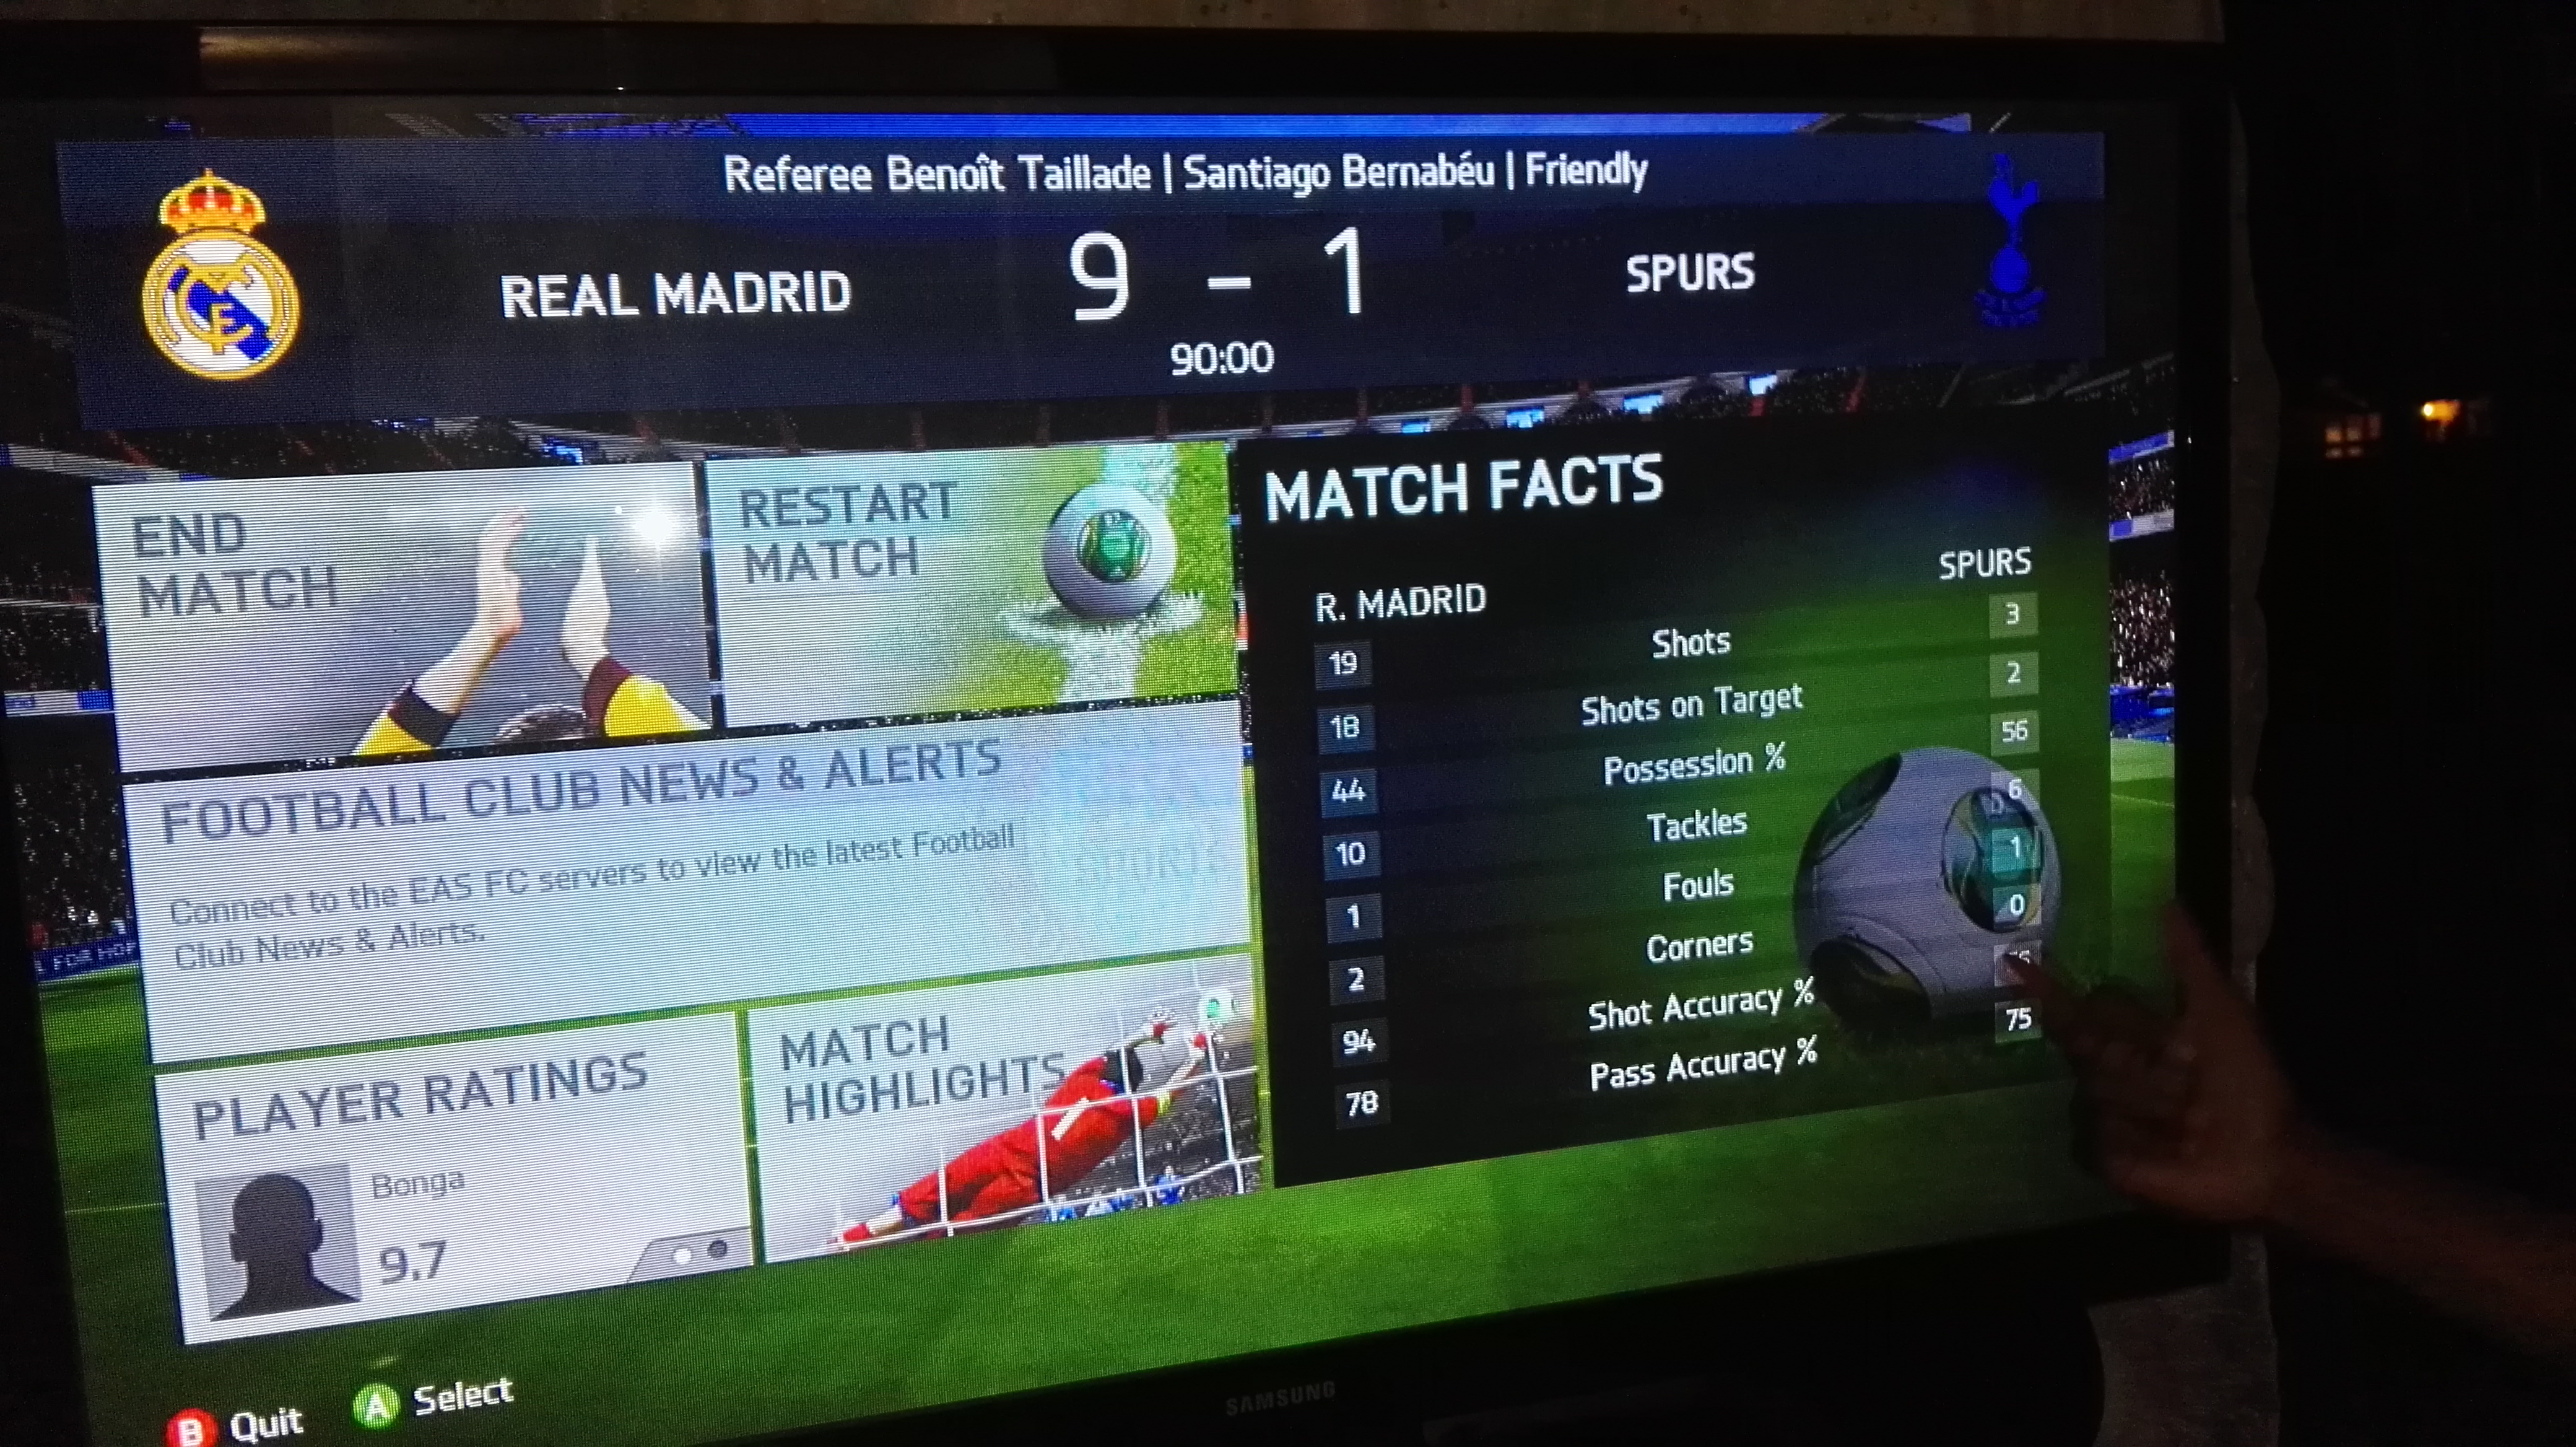 Referee Benoît Taillade | Santiago Bernabéu | Friendly
REAL MADRID 9 - 1 SPURS
90:00
END
MATCH
RESTART
MATCH
FOOTBALL CLUB NEWS & ALERTS
Connect to the EAS FC servers to view the latest Football
Club News & Alerts.
PLAYER RATINGS
Bonga
9.7
MATCH
HIGHLIGHTS
MATCH FACTS
R. MADRID SPURS
19 Shots 3
18 Shots on Target 2
44 Possession % 56
10 Tackles 6
1 Fouls 1
2 Corners 0
94 Shot Accuracy %
78 Pass Accuracy % 75
B Quit A Select
SAMSUNG